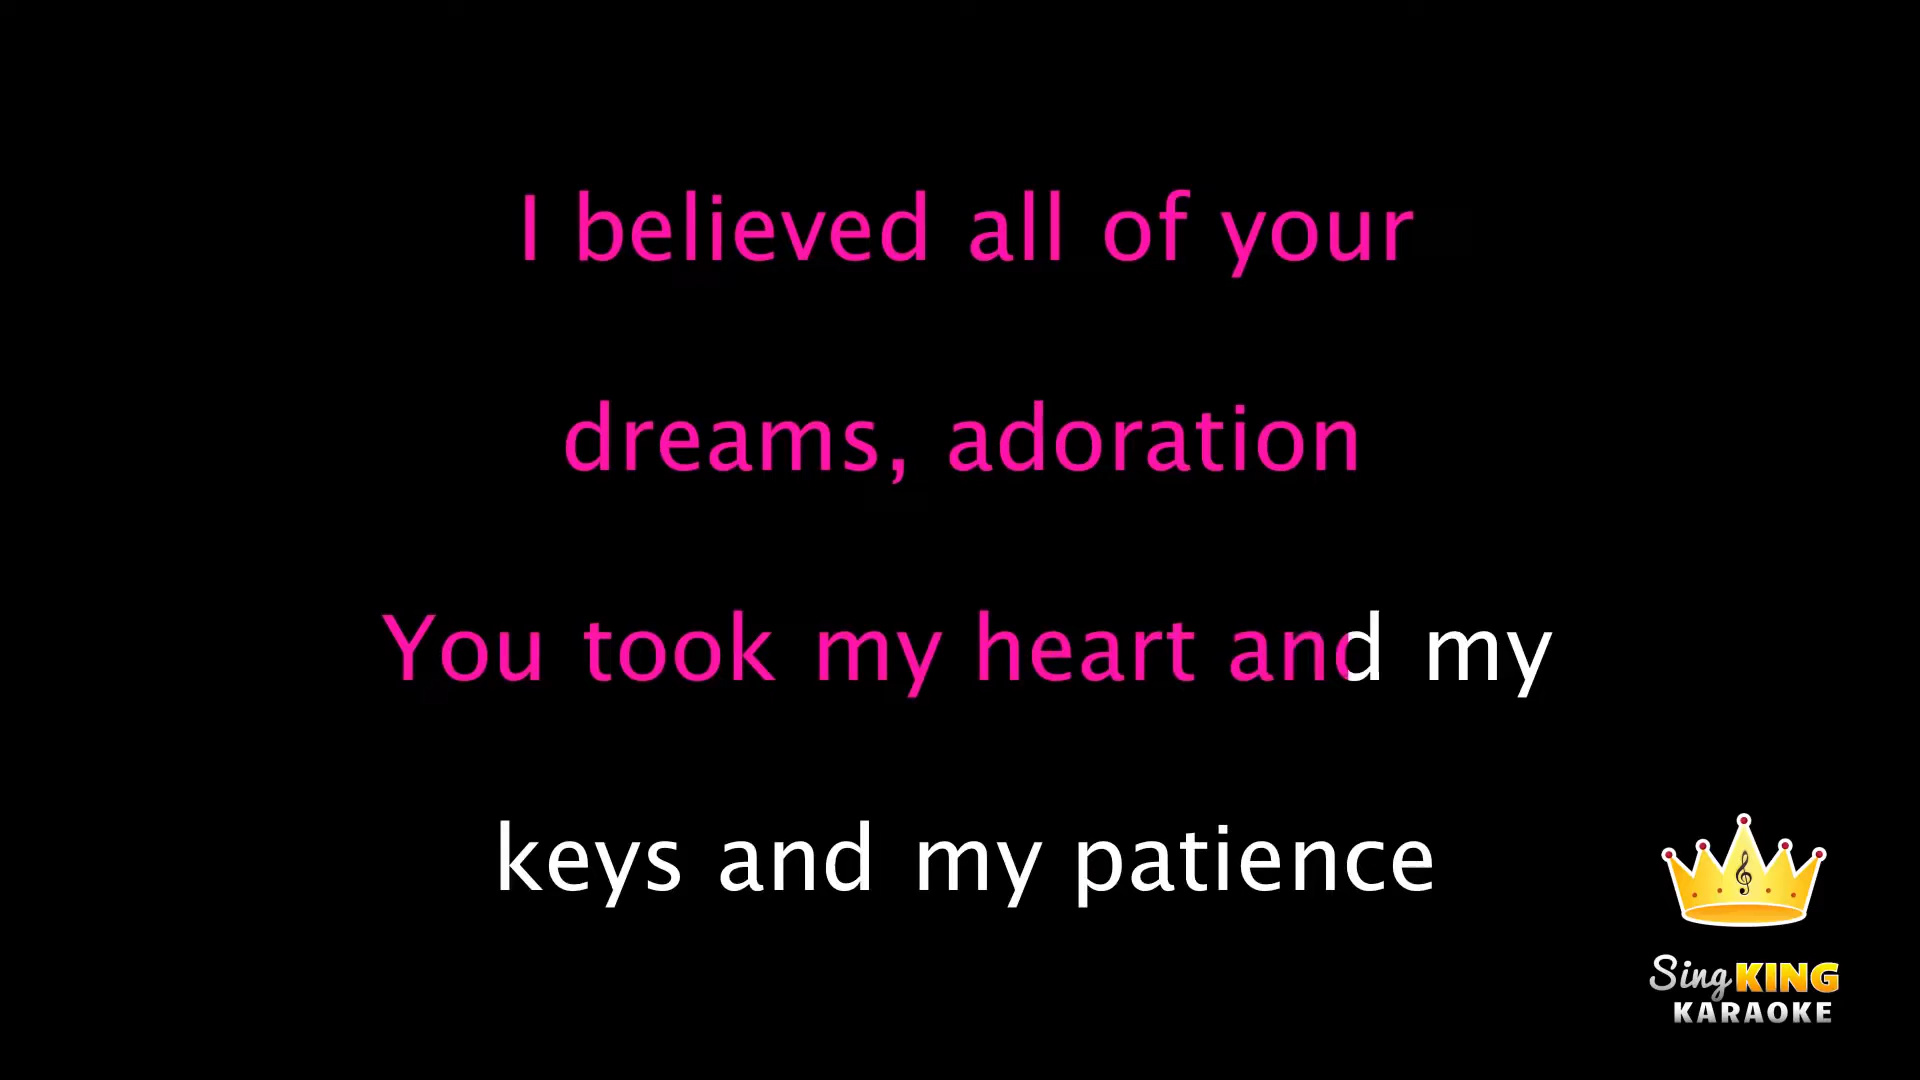 I believed all of your
dreams, adoration
You took my heart and my
keys and my patience
Sing KING
KARAOKE